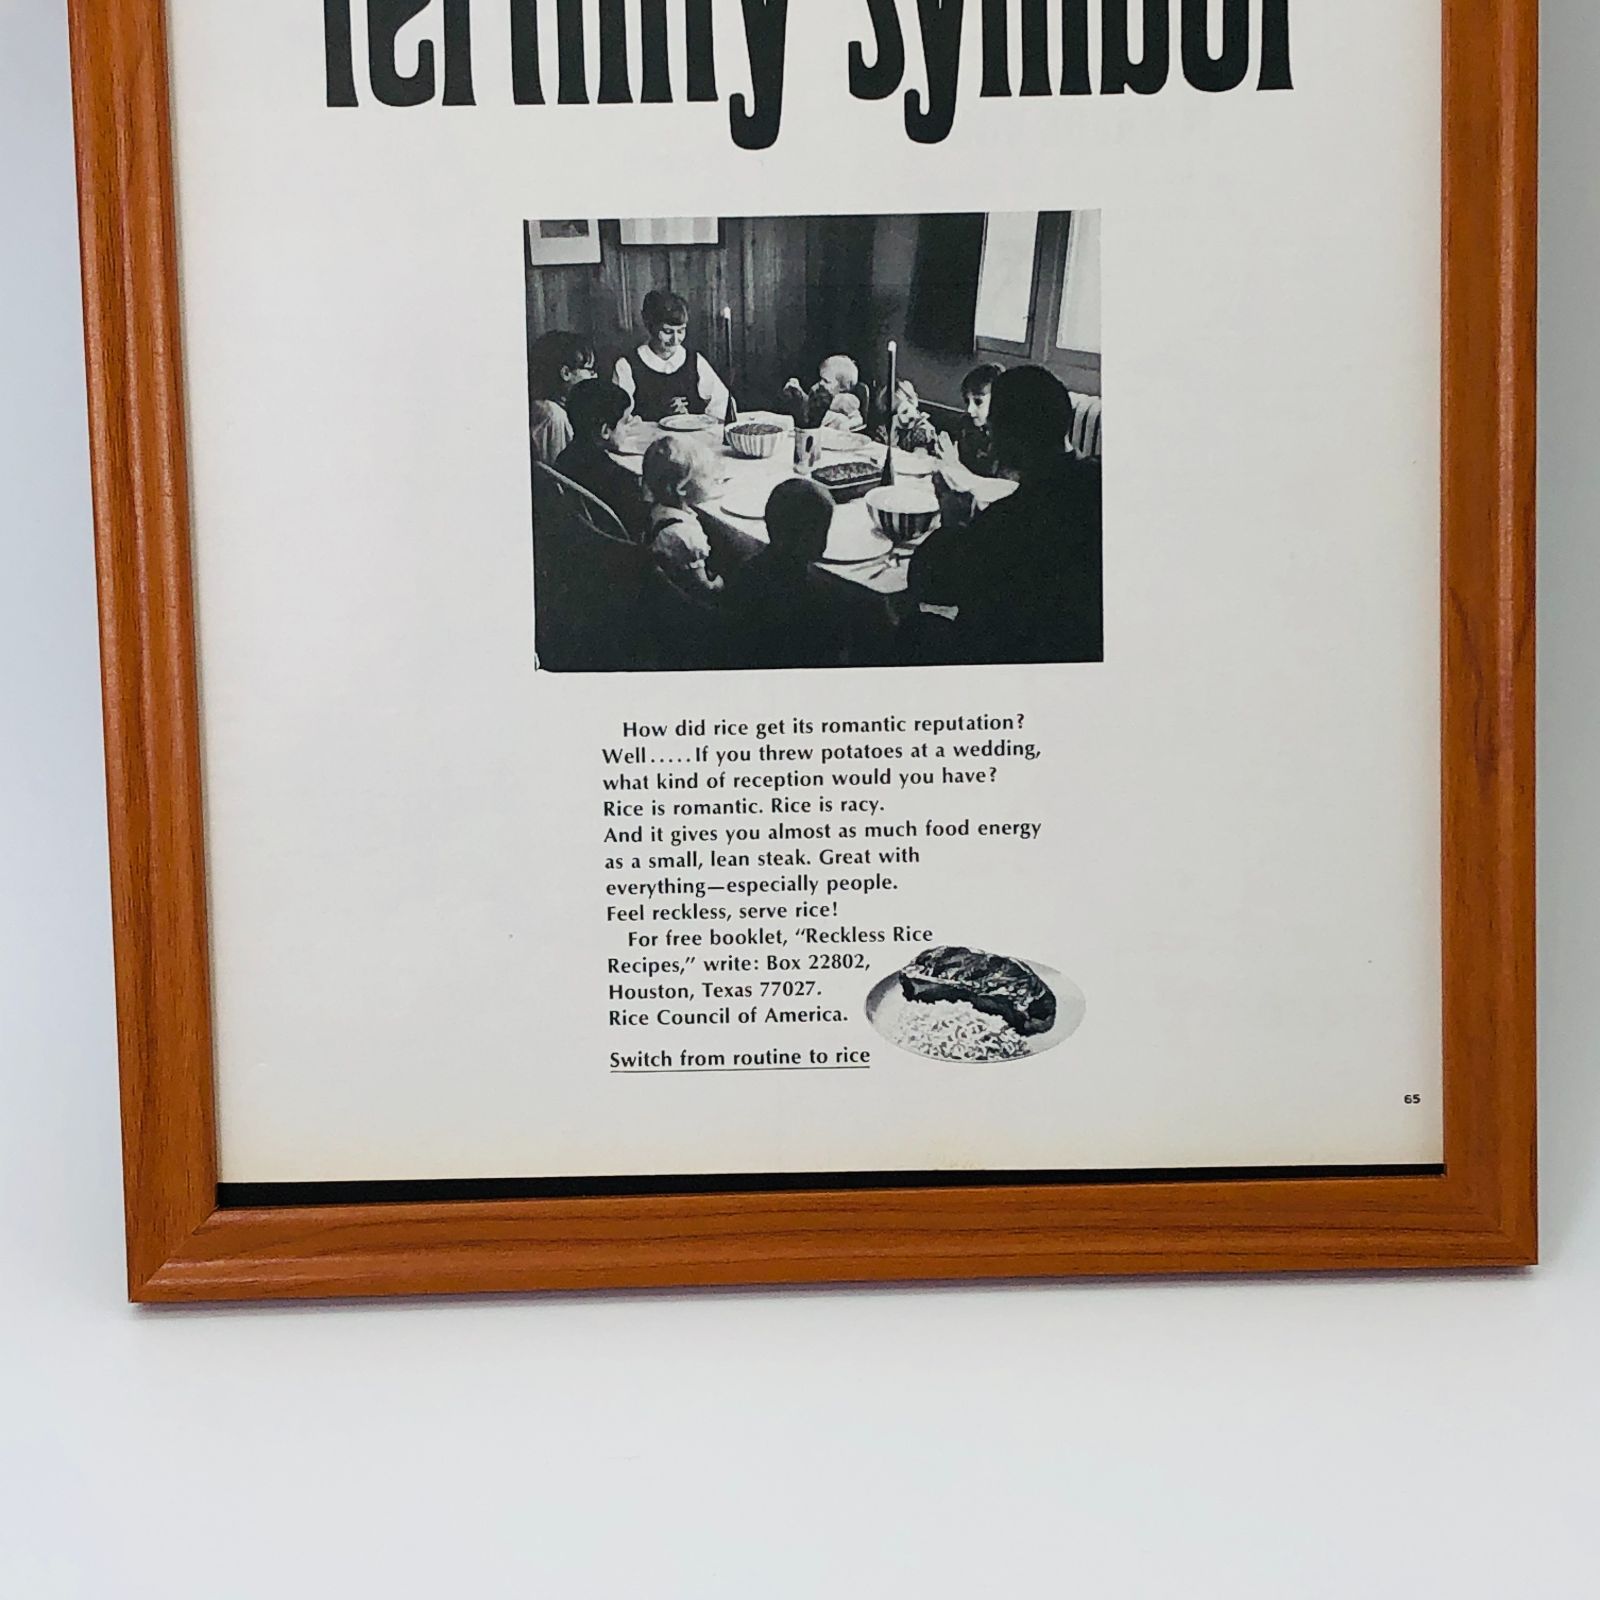 fertility symbol
How did rice get its romantic reputation?
Well.....If you threw potatoes at a wedding,
what kind of reception would you have?
Rice is romantic. Rice is racy.
And it gives you almost as much food energy
as a small, lean steak. Great with
everything—especially people.
Feel reckless, serve rice!
For free booklet, “Reckless Rice
Recipes,” write: Box 22802,
Houston, Texas 77027.
Rice Council of America.
Switch from routine to rice
65